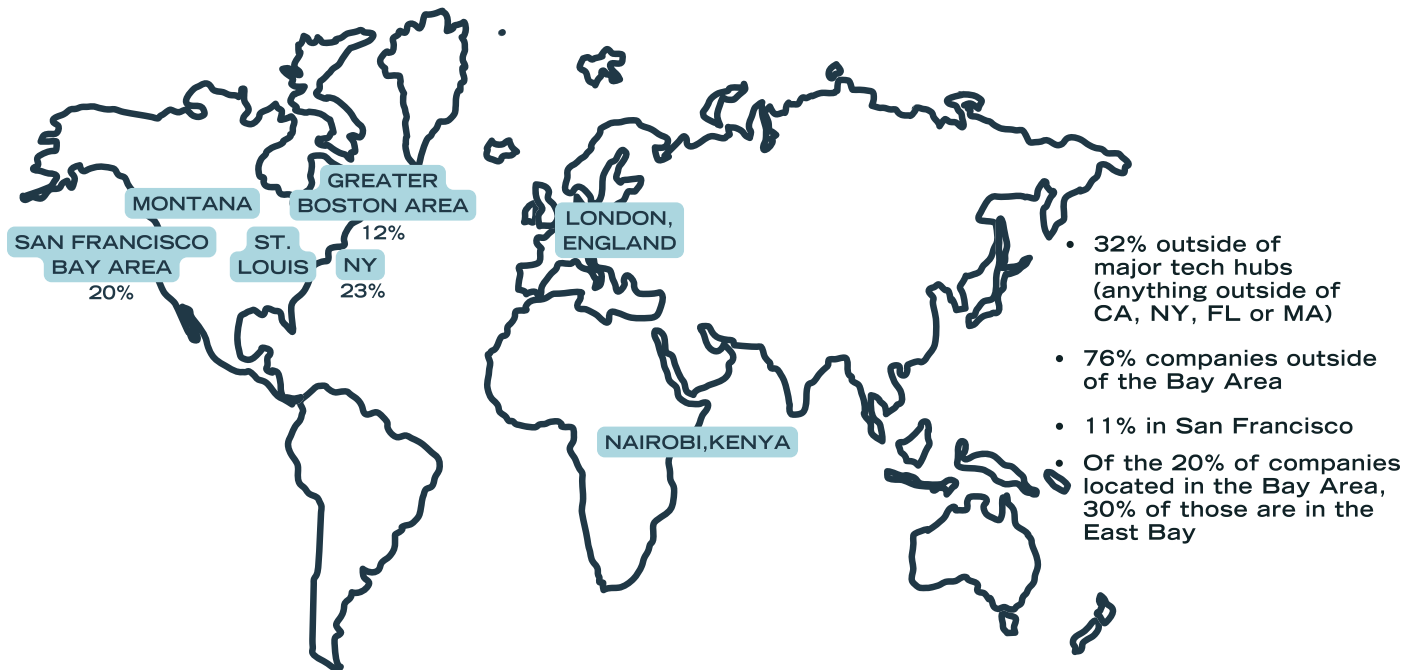 MONTANA
GREATER
BOSTON AREA
12%
SAN FRANCISCO
BAY AREA
20%
ST.
LOUIS
NY
23%
LONDON,
ENGLAND
NAIROBI,KENYA
• 32% outside of
major tech hubs
(anything outside of
CA, NY, FL or MA)
• 76% companies outside
of the Bay Area
• 11% in San Francisco
• Of the 20% of companies
located in the Bay Area,
30% of those are in the
East Bay